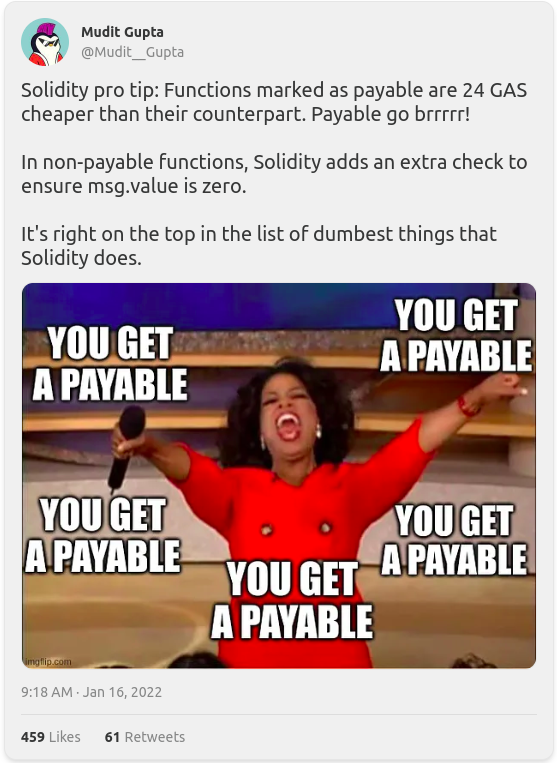 Mudit Gupta
@Mudit__Gupta
Solidity pro tip: Functions marked as payable are 24 GAS
cheaper than their counterpart. Payable go brrrrr!
In non-payable functions, Solidity adds an extra check to
ensure msg.value is zero.
It's right on the top in the list of dumbest things that
Solidity does.
YOU GET
A PAYABLE
YOU GET
A PAYABLE
YOU GET
A PAYABLE
YOU GET
A PAYABLE
YOU GET
A PAYABLE
imgflip.com
9:18 AM · Jan 16, 2022
459 Likes 61 Retweets